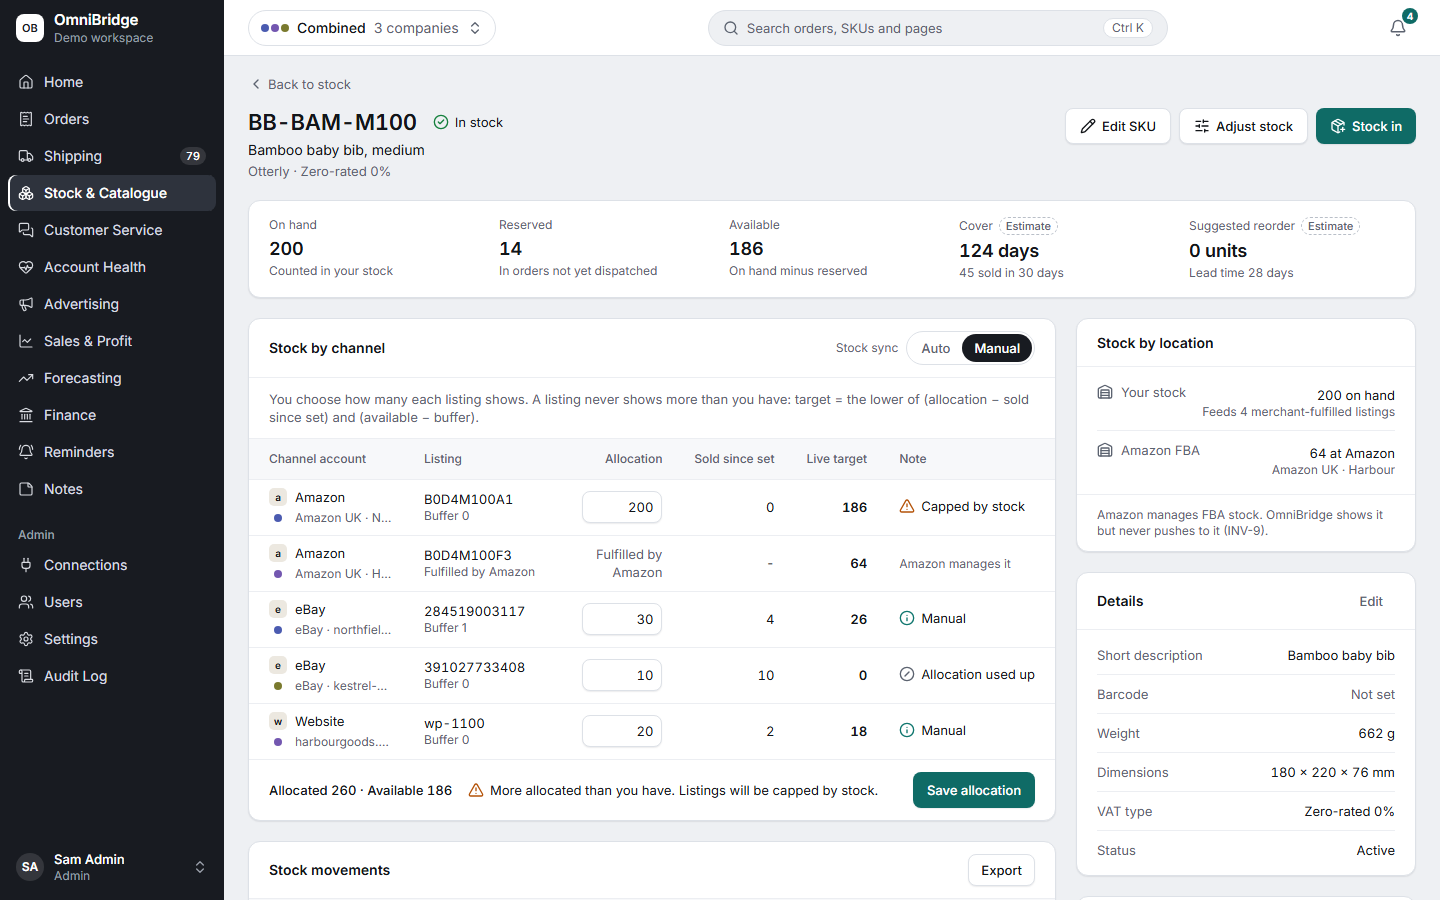 OB
OmniBridge
Demo workspace
Home
Orders
Shipping 79
Stock & Catalogue
Customer Service
Account Health
Advertising
Sales & Profit
Forecasting
Finance
Reminders
Notes
Admin
Connections
Users
Settings
Audit Log
SA
Sam Admin
Admin
Combined 3 companies
Search orders, SKUs and pages Ctrl K
4
Back to stock
BB-BAM-M100 In stock
Bamboo baby bib, medium
Otterly · Zero-rated 0%
Edit SKU
Adjust stock
Stock in
On hand
200
Counted in your stock
Reserved
14
In orders not yet dispatched
Available
186
On hand minus reserved
Cover Estimate
124 days
45 sold in 30 days
Suggested reorder Estimate
0 units
Lead time 28 days
Stock by channel
Stock sync Auto Manual
You choose how many each listing shows. A listing never shows more than you have: target = the lower of (allocation − sold
since set) and (available − buffer).
Channel account Listing Allocation Sold since set Live target Note
a Amazon
Amazon UK · N...
B0D4M100A1
Buffer 0
200 0 186 Capped by stock
a Amazon
Amazon UK · H...
B0D4M100F3
Fulfilled by Amazon
Fulfilled by
Amazon
- 64 Amazon manages it
e eBay
eBay · northfiel...
284519003117
Buffer 1
30 4 26 Manual
e eBay
eBay · kestrel-...
391027733408
Buffer 0
10 10 0 Allocation used up
w Website
harbourgoods....
wp-1100
Buffer 0
20 2 18 Manual
Allocated 260 · Available 186 More allocated than you have. Listings will be capped by stock.
Save allocation
Stock movements
Export
Stock by location
Your stock
200 on hand
Feeds 4 merchant-fulfilled listings
Amazon FBA
64 at Amazon
Amazon UK · Harbour
Amazon manages FBA stock. OmniBridge shows it
but never pushes to it (INV-9).
Details Edit
Short description Bamboo baby bib
Barcode Not set
Weight 662 g
Dimensions 180 × 220 × 76 mm
VAT type Zero-rated 0%
Status Active